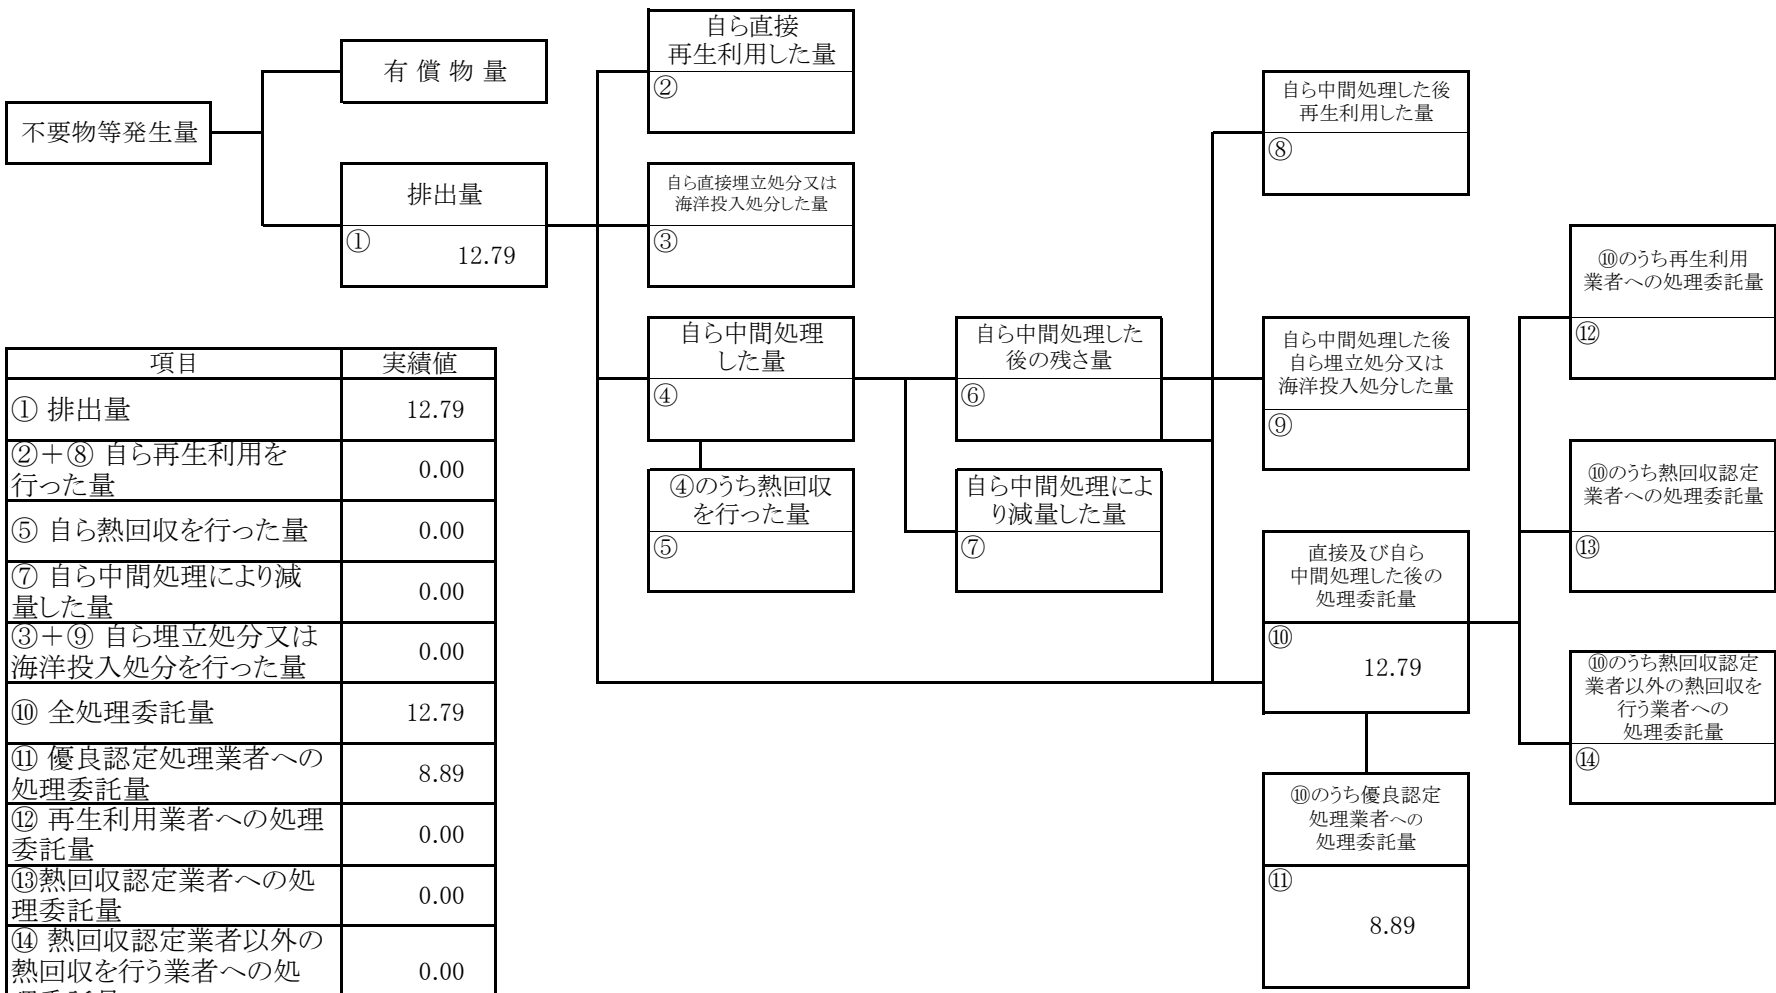 不要物等発生量
有 償 物 量
排出量
①
12.79
自ら直接
再生利用した量
②
自ら直接埋立処分又は
海洋投入処分した量
③
自ら中間処理
した量
④
④のうち熱回収
を行った量
⑤
自ら中間処理した
後の残さ量
⑥
自ら中間処理によ
り減量した量
⑦
自ら中間処理した後
再生利用した量
⑧
自ら中間処理した後
自ら埋立処分又は
海洋投入処分した量
⑨
直接及び自ら
中間処理した後の
処理委託量
⑩
12.79
⑩のうち優良認定
処理業者への
処理委託量
⑪
8.89
⑩のうち再生利用
業者への処理委託量
⑫
⑩のうち熱回収認定
業者への処理委託量
⑬
⑩のうち熱回収認定
業者以外の熱回収を
行う業者への
処理委託量
⑭
項目 実績値
① 排出量 12.79
②＋⑧ 自ら再生利用を
行った量 0.00
⑤ 自ら熱回収を行った量 0.00
⑦ 自ら中間処理により減
量した量 0.00
③＋⑨ 自ら埋立処分又は
海洋投入処分を行った量 0.00
⑩ 全処理委託量 12.79
⑪ 優良認定処理業者への
処理委託量 8.89
⑫ 再生利用業者への処理
委託量 0.00
⑬熱回収認定業者への処
理委託量 0.00
⑭ 熱回収認定業者以外の
熱回収を行う業者への処 0.00